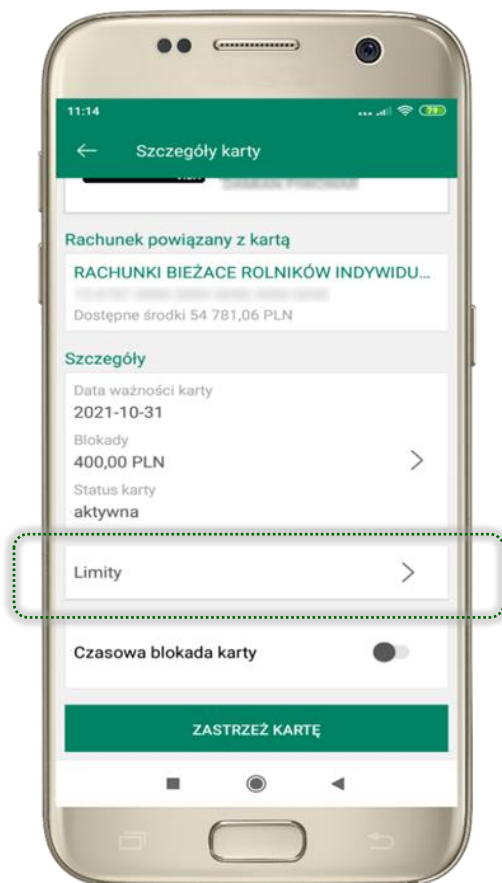 11:14
79
Szczegóły karty
Rachunek powiązany z kartą
RACHUNKI BIEŻACE ROLNIKÓW INDYWIDU...
Dostępne środki 54 781,06 PLN
Szczegóły
Data ważności karty
2021-10-31
Blokady
400,00 PLN
Status karty
aktywna
Limity
Czasowa blokada karty
ZASTRZEŻ KARTĘ